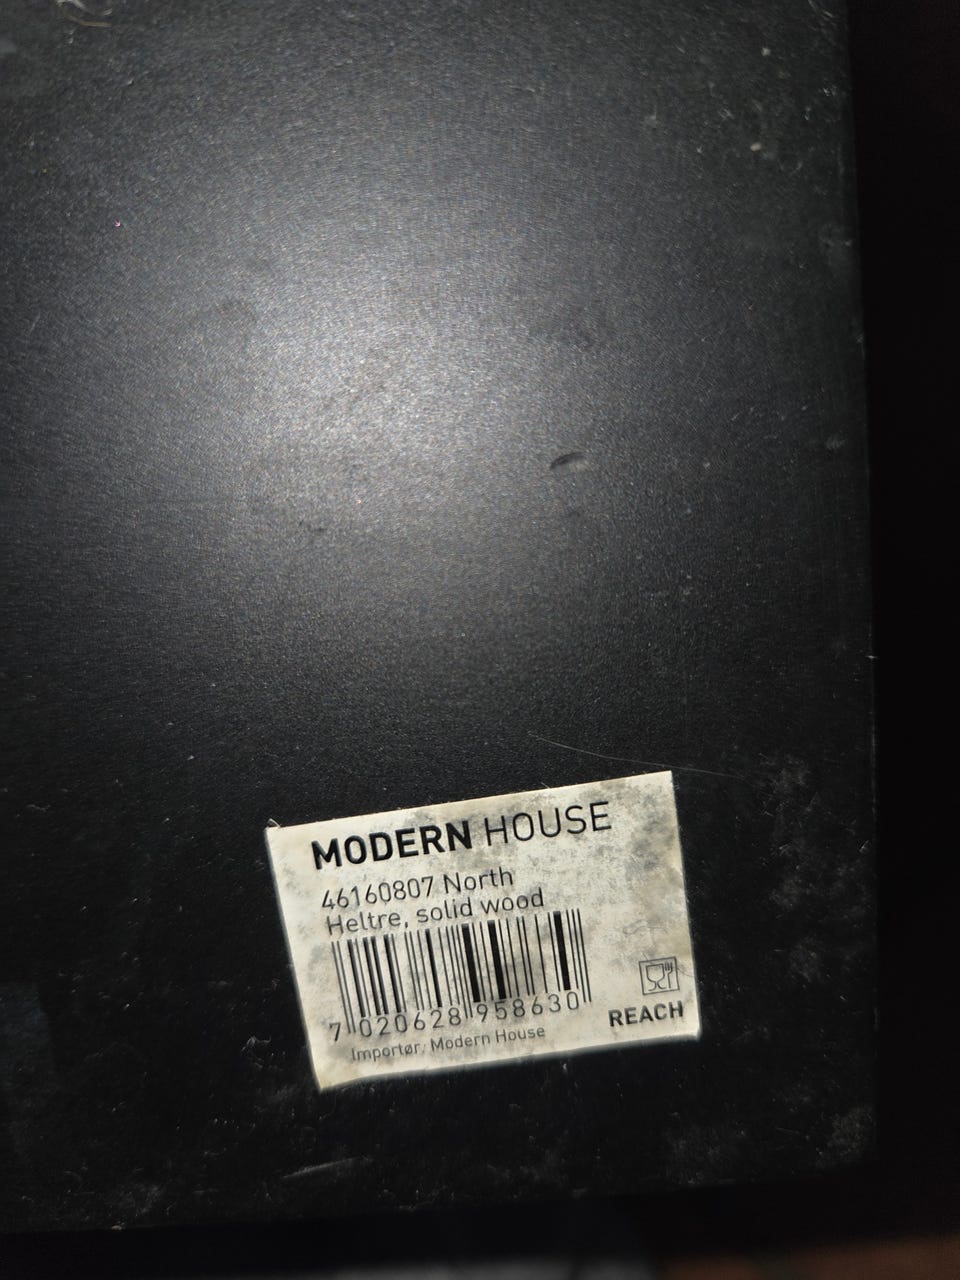 MODERN HOUSE
46160807 North
Heltre, solid wood
7 020628 958630
Importør: Modern House
REACH